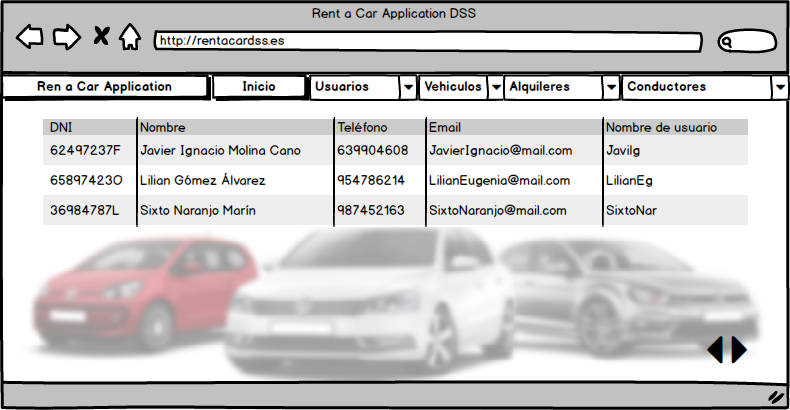 Rent a Car Application DSS
http://rentacardss.es
Ren a Car Application Inicio Usuarios Vehiculos Alquileres Conductores
DNI Nombre Teléfono Email Nombre de usuario
62497237F Javier Ignacio Molina Cano 639904608 JavierIgnacio@mail.com JaviIg
65897423O Lilian Gómez Álvarez 954786214 LilianEugenia@mail.com LilianEg
36984787L Sixto Naranjo Marín 987452163 SixtoNaranjo@mail.com SixtoNar